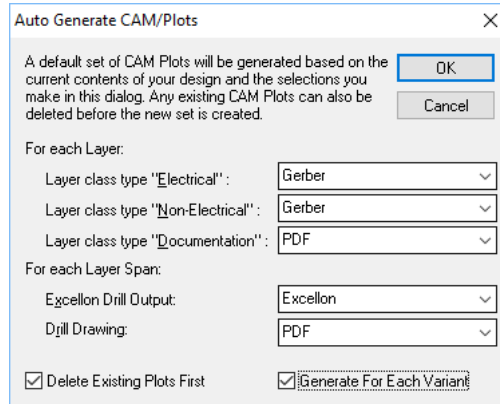 Auto Generate CAM/Plots
A default set of CAM Plots will be generated based on the
current contents of your design and the selections you
make in this dialog. Any existing CAM Plots can also be
deleted before the new set is created.
OK
Cancel
For each Layer:
Layer class type "Electrical" : Gerber
Layer class type "Non-Electrical" : Gerber
Layer class type "Documentation" : PDF
For each Layer Span:
Excellon Drill Output: Excellon
Drill Drawing: PDF
Delete Existing Plots First
Generate For Each Variant